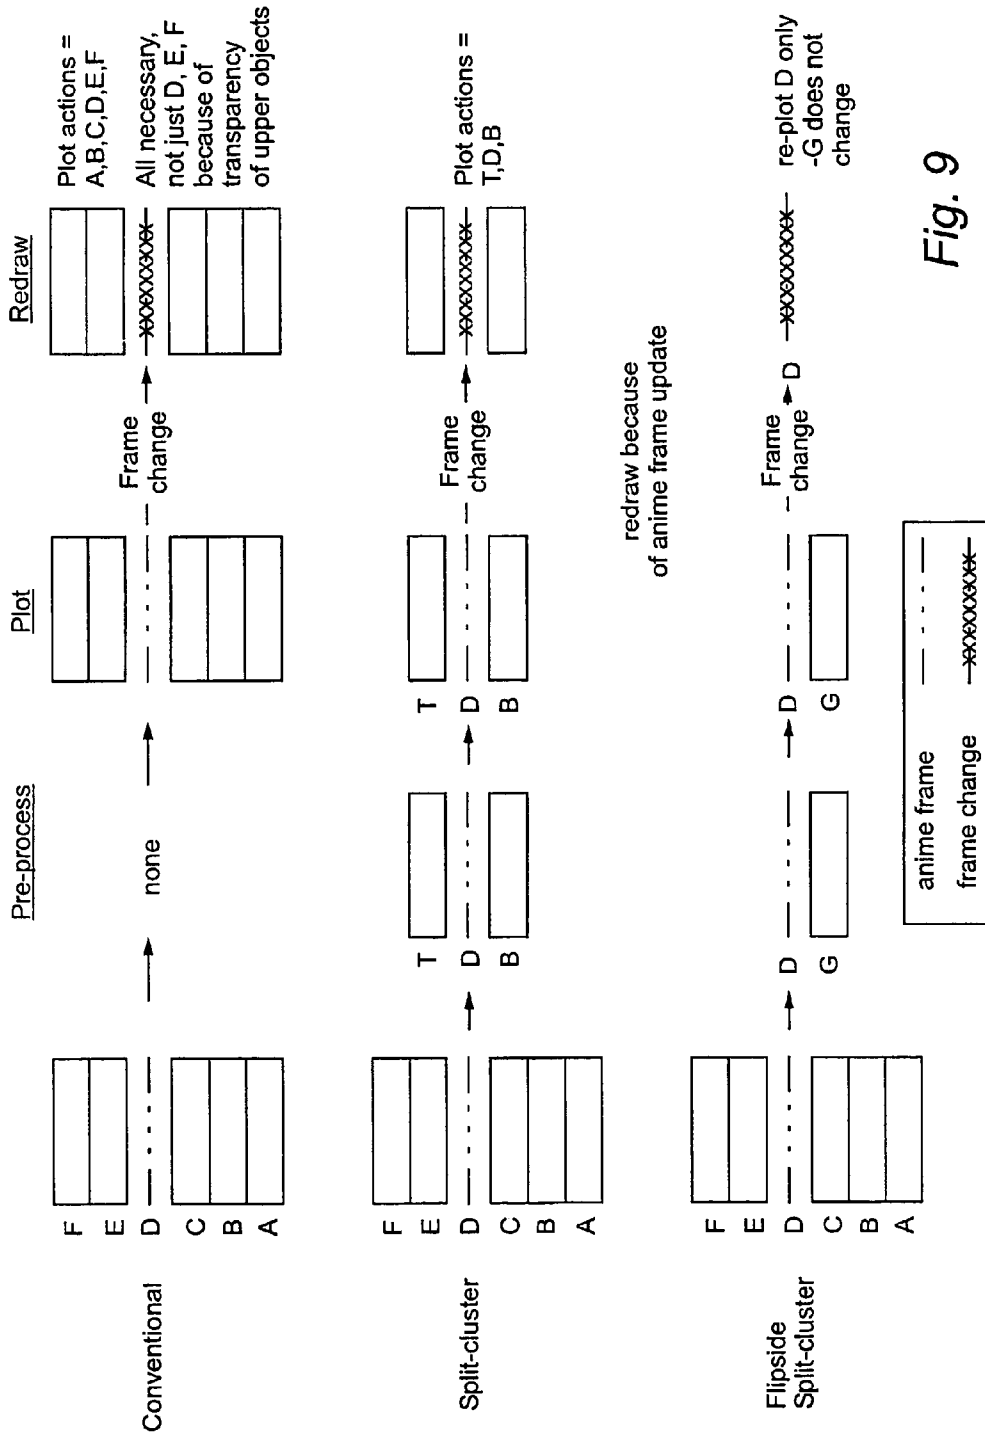 Pre-process
Plot
Redraw
Conventional
F
E
D
C
B
A
none
Frame
change
Plot actions =
A,B,C,D,E,F
All necessary,
not just D, E, F
because of
transparency
of upper objects
Split-cluster
F
E
D
C
B
A
T
D
B
T
D
B
Frame
change
Plot actions =
T,D,B
redraw because
of anime frame update
Flipside
Split-cluster
F
E
D
C
B
A
D
G
D
G
Frame
change
D
re-plot D only
-G does not
change
anime frame
frame change
Fig. 9